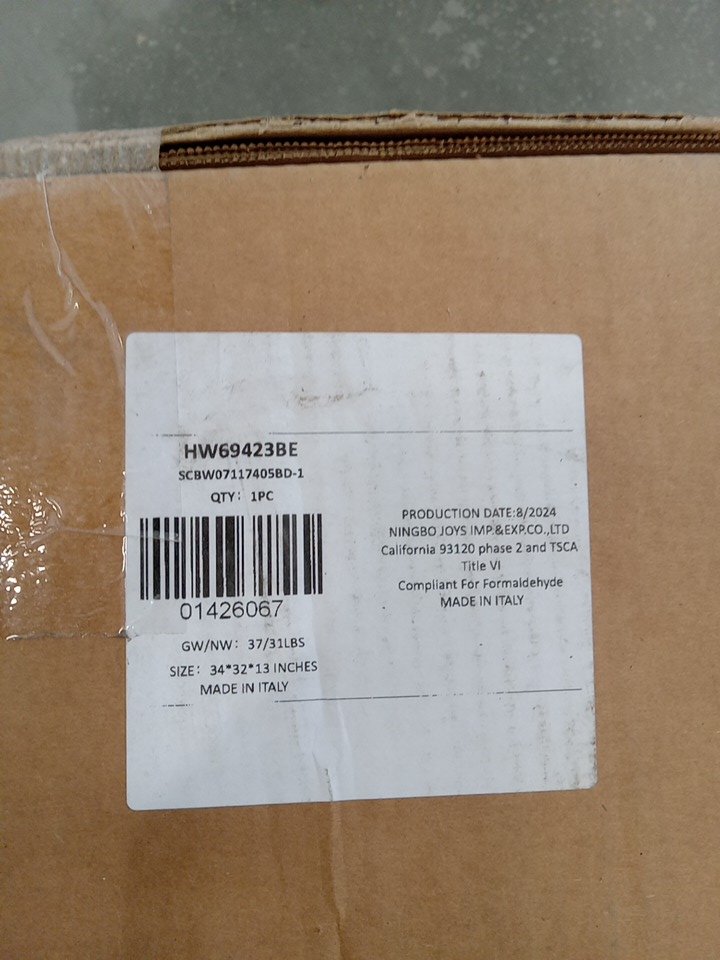 HW69423BE
SCBW07117405BD-1
QTY: 1PC
01426067
GW/NW: 37/31LBS
SIZE: 34*32*13 INCHES
MADE IN ITALY
PRODUCTION DATE:8/2024
NINGBO JOYS IMP.&EXP.CO.,LTD
California 93120 phase 2 and TSCA
Title VI
Compliant For Formaldehyde
MADE IN ITALY